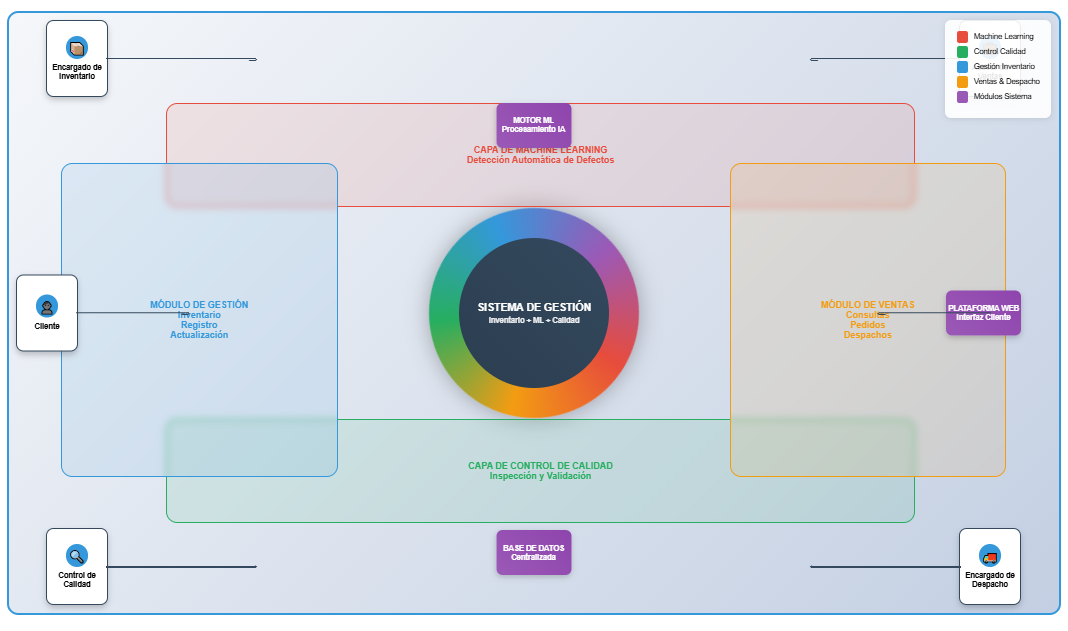 Encargado de
Inventario
Machine Learning
Control Calidad
Gestión Inventario
Ventas & Despacho
Módulos Sistema
MOTOR ML
Procesamiento IA
CAPA DE MACHINE LEARNING
Detección Automática de Defectos
Cliente
MÓDULO DE GESTIÓN
Inventario
Registro
Actualización
SISTEMA DE GESTIÓN
Inventario + ML + Calidad
MÓDULO DE VENTAS
Consultas
Pedidos
Despachos
PLATAFORMA WEB
Interfaz Cliente
CAPA DE CONTROL DE CALIDAD
Inspección y Validación
BASE DE DATOS
Centralizada
Control de
Calidad
Encargado de
Despacho